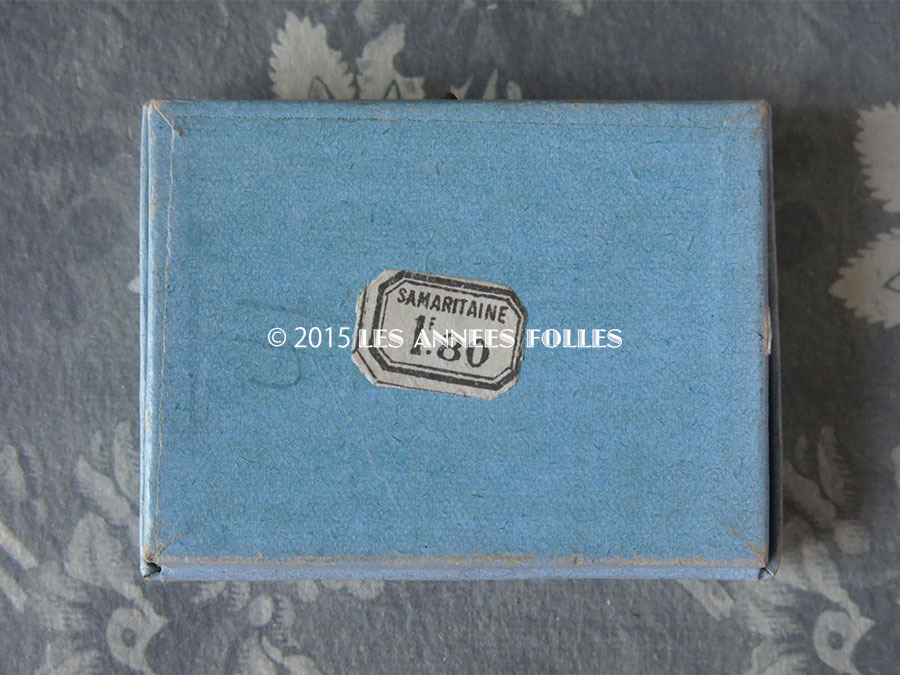 SAMARITAINE
1F.80
© 2015 LES ANNEES FOLLES